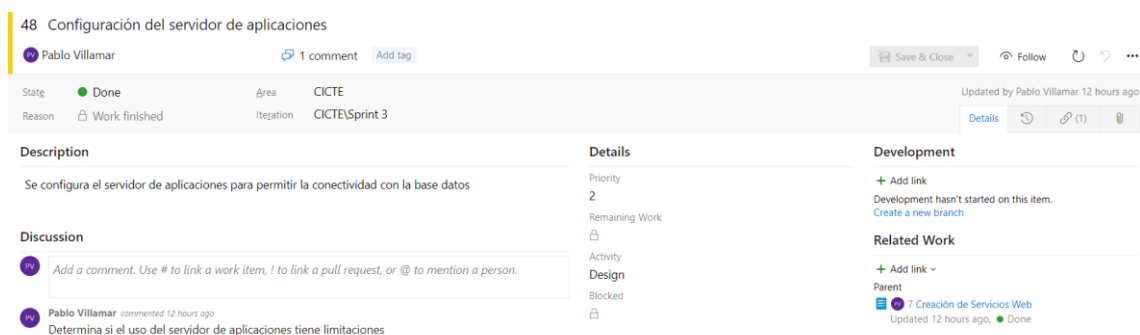 48 Configuración del servidor de aplicaciones
PV Pablo Villamar 1 comment Add tag Save & Close Follow
State Done Area CICTE Updated by Pablo Villamar 12 hours ago
Reason Work finished Iteration CICTE\Sprint 3 Details (1)
Description
Se configura el servidor de aplicaciones para permitir la conectividad con la base datos
Discussion
PV Add a comment. Use # to link a work item, ! to link a pull request, or @ to mention a person.
PV Pablo Villamar commented 12 hours ago
Determina si el uso del servidor de aplicaciones tiene limitaciones
Details
Priority
2
Remaining Work
Activity
Design
Blocked
Development
+ Add link
Development hasn't started on this item.
Create a new branch
Related Work
+ Add link
Parent
PV 7 Creación de Servicios Web
Updated 12 hours ago, Done